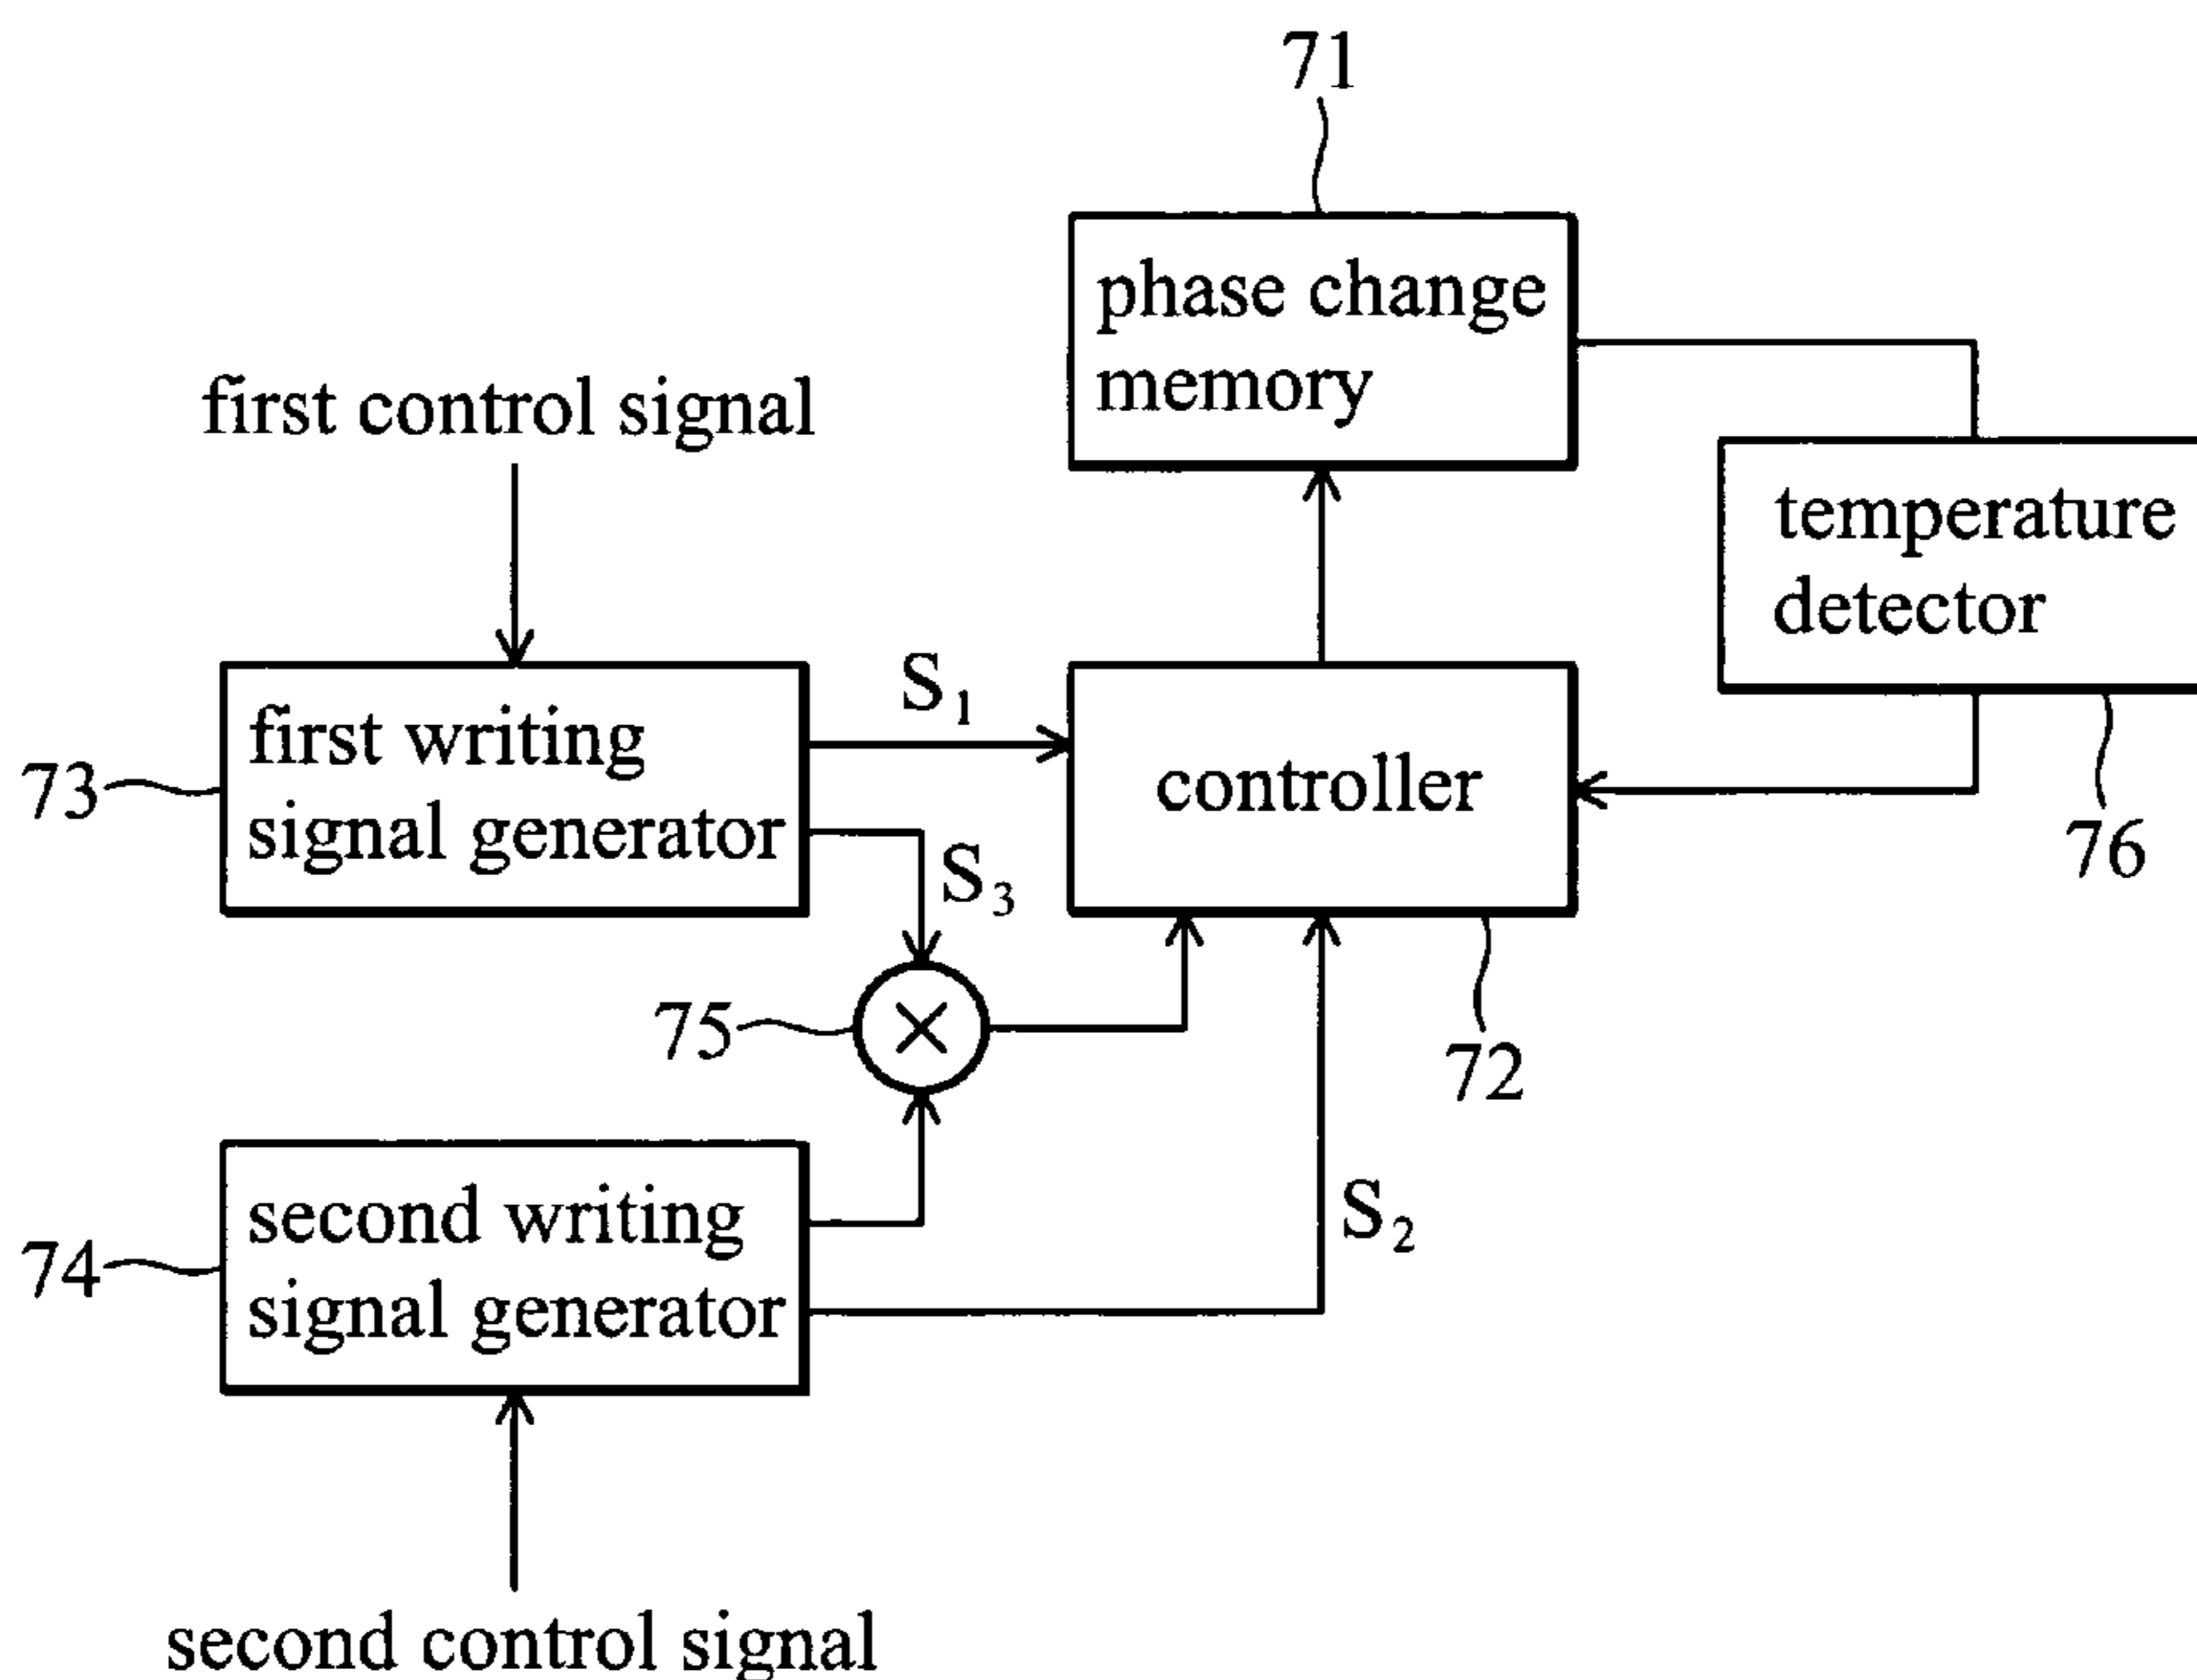 71
phase change
memory
first control signal
temperature
detector
76
first writing
signal generator
73
S1
S3
controller
72
75
second writing
signal generator
74
S2
second control signal